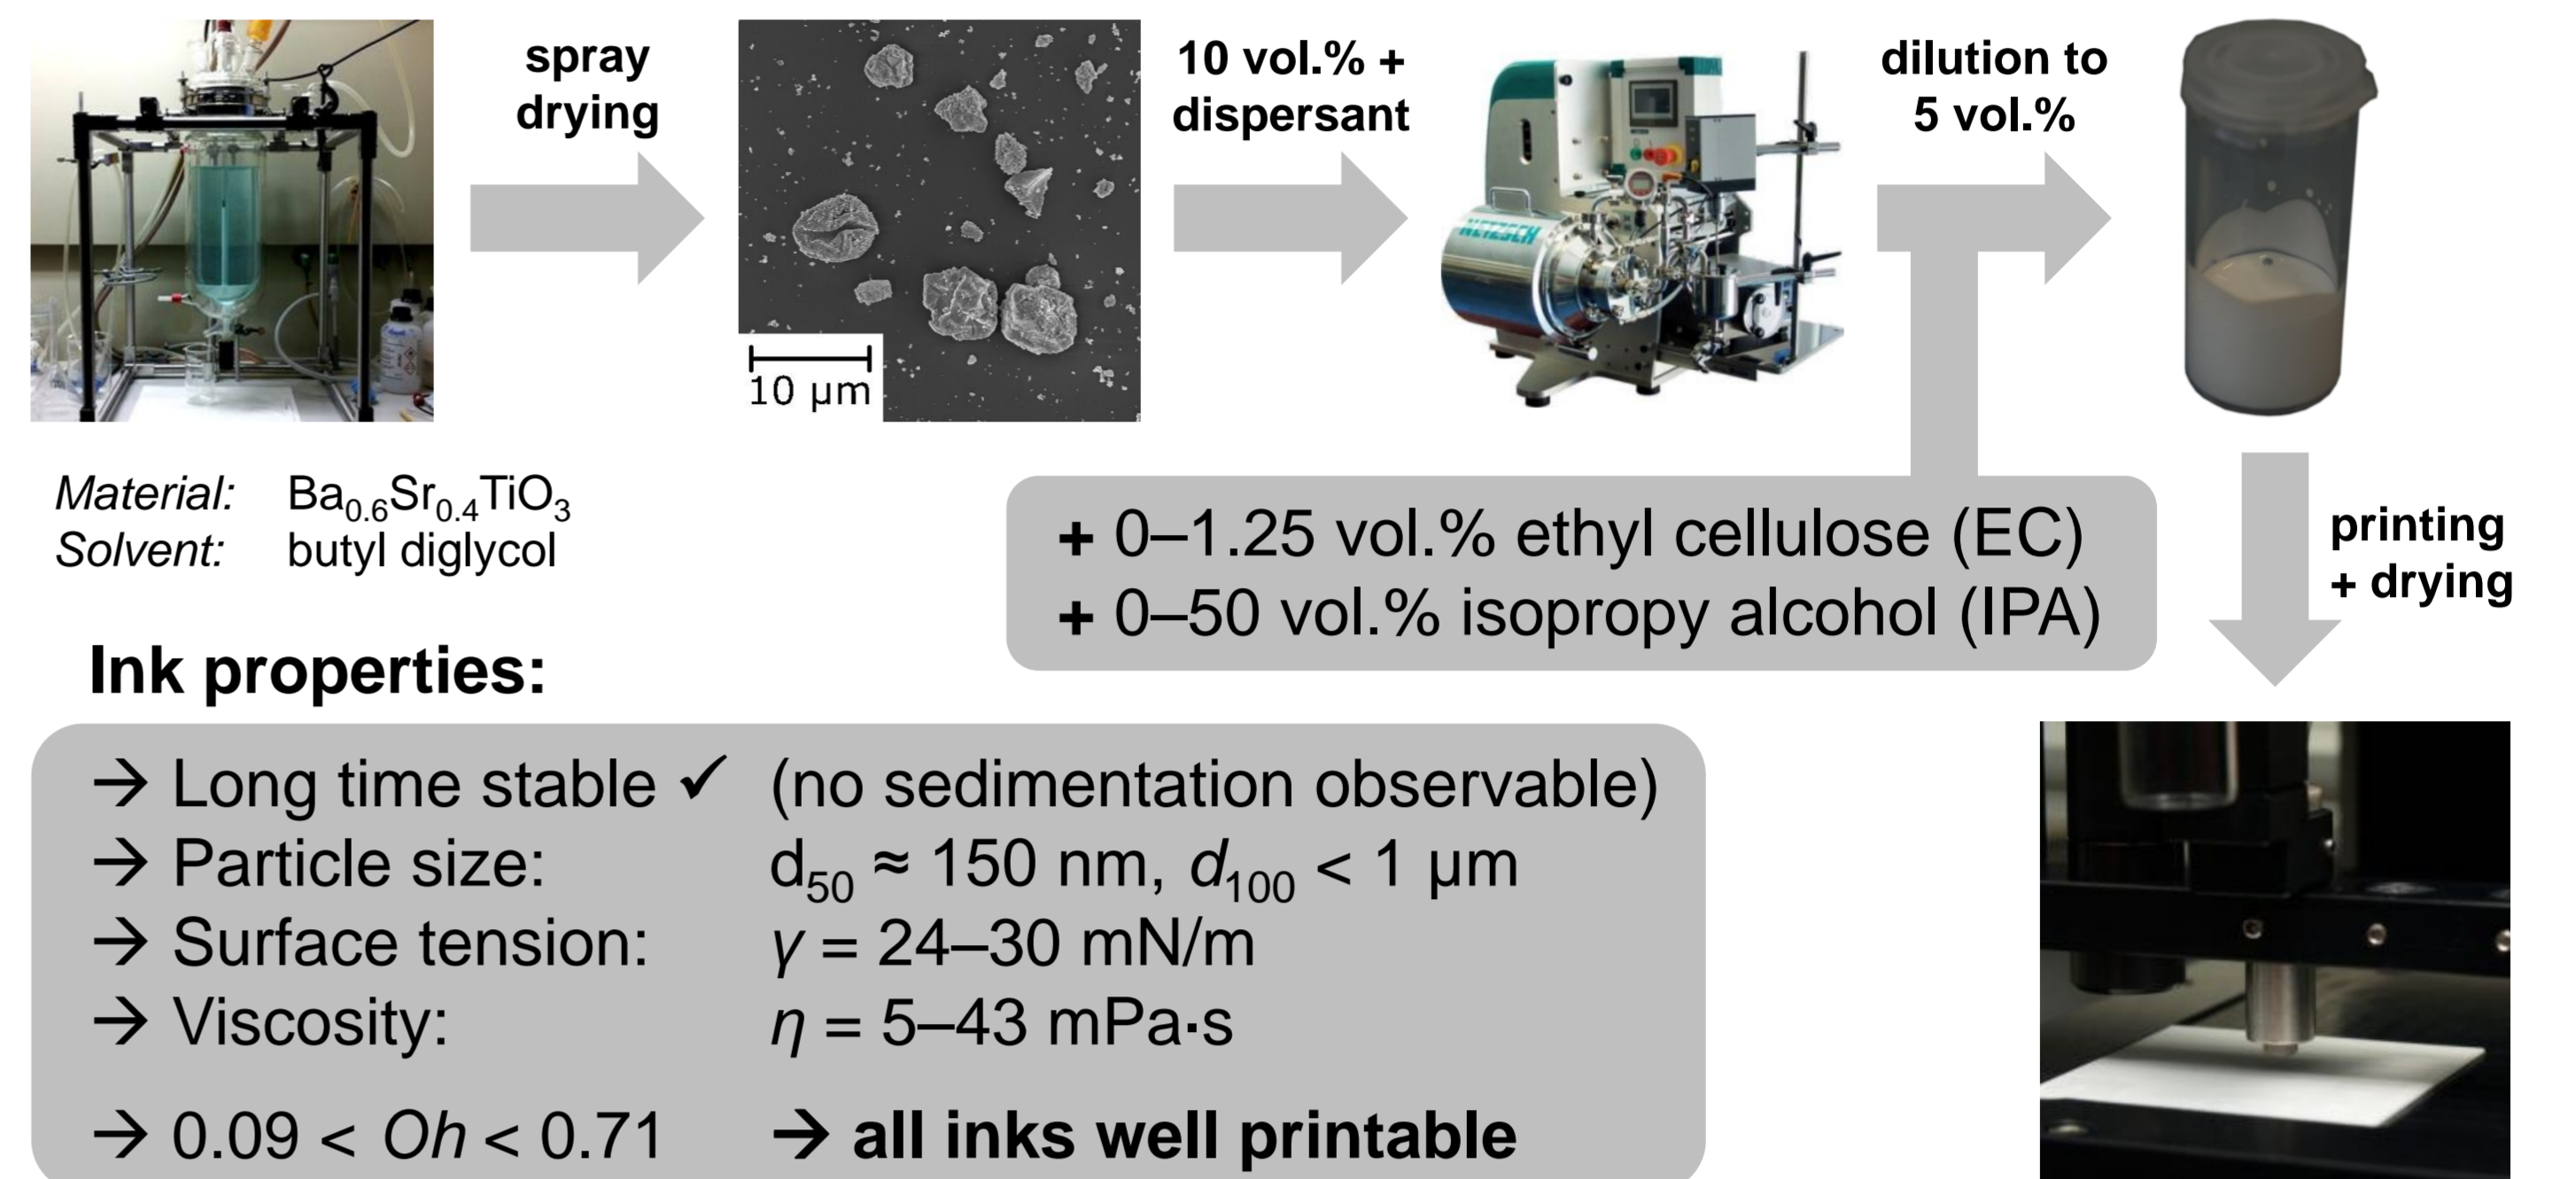 spray
drying
10 vol.% +
dispersant
dilution to
5 vol.%
NETZSCH
10 µm
Material: Ba0.6Sr0.4TiO3
Solvent: butyl diglycol
+ 0–1.25 vol.% ethyl cellulose (EC)
+ 0–50 vol.% isopropy alcohol (IPA)
printing
+ drying
Ink properties:
→ Long time stable ✓ (no sedimentation observable)
→ Particle size: d50 ≈ 150 nm, d100 < 1 µm
→ Surface tension: γ = 24–30 mN/m
→ Viscosity: η = 5–43 mPa·s
→ 0.09 < Oh < 0.71 → all inks well printable